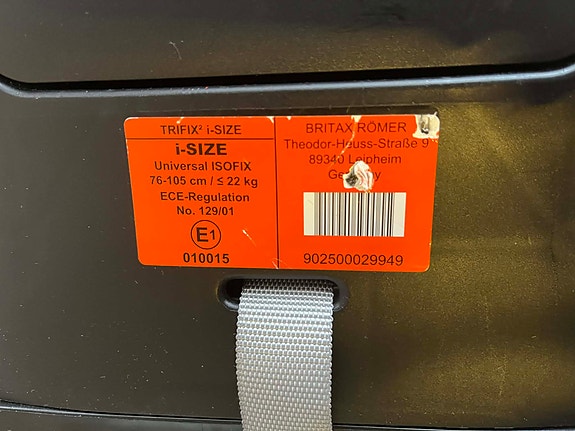 TRIFIX² i-SIZE
i-SIZE
Universal ISOFIX
76-105 cm / ≤ 22 kg
ECE-Regulation
No. 129/01
E1
010015
BRITAX RÖMER
Theodor-Heuss-Straße 9
89340 Leipheim
902500029949